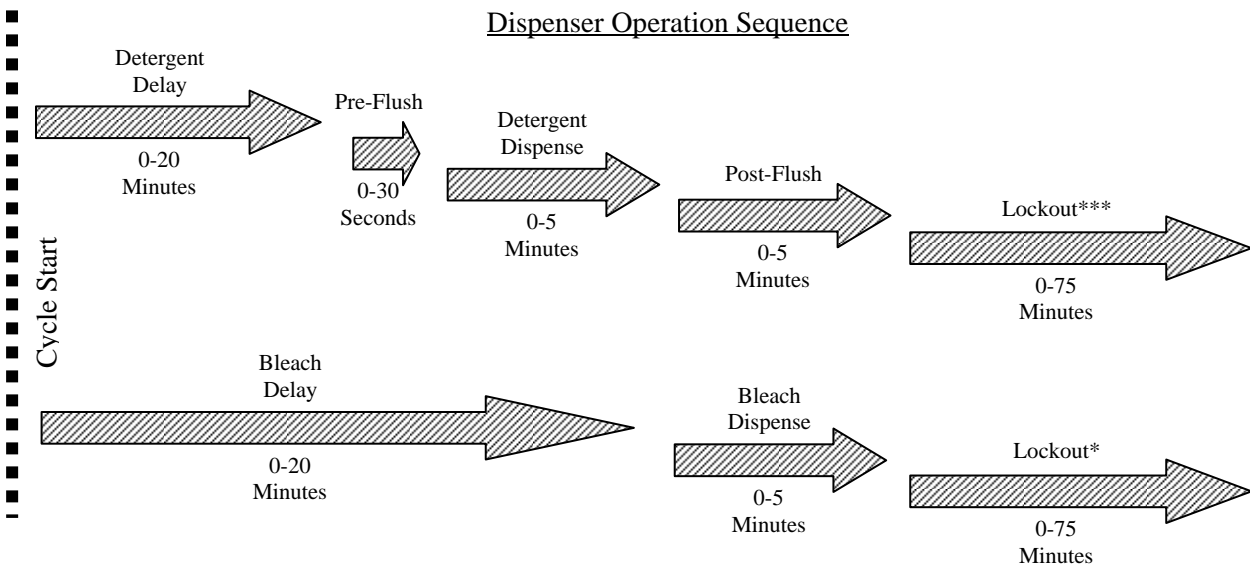 Dispenser Operation Sequence
Detergent
Delay
0-20
Minutes
Pre-Flush
0-30
Seconds
Detergent
Dispense
0-5
Minutes
Post-Flush
0-5
Minutes
Lockout***
0-75
Minutes
Cycle Start
Bleach
Delay
0-20
Minutes
Bleach
Dispense
0-5
Minutes
Lockout*
0-75
Minutes